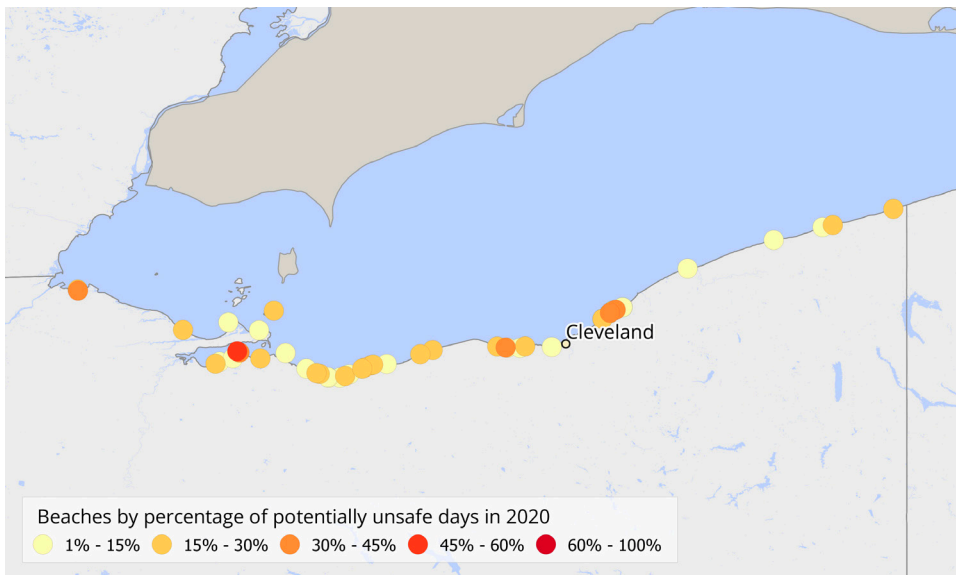 Cleveland
Beaches by percentage of potentially unsafe days in 2020
1% - 15% 15% - 30% 30% - 45% 45% - 60% 60% - 100%